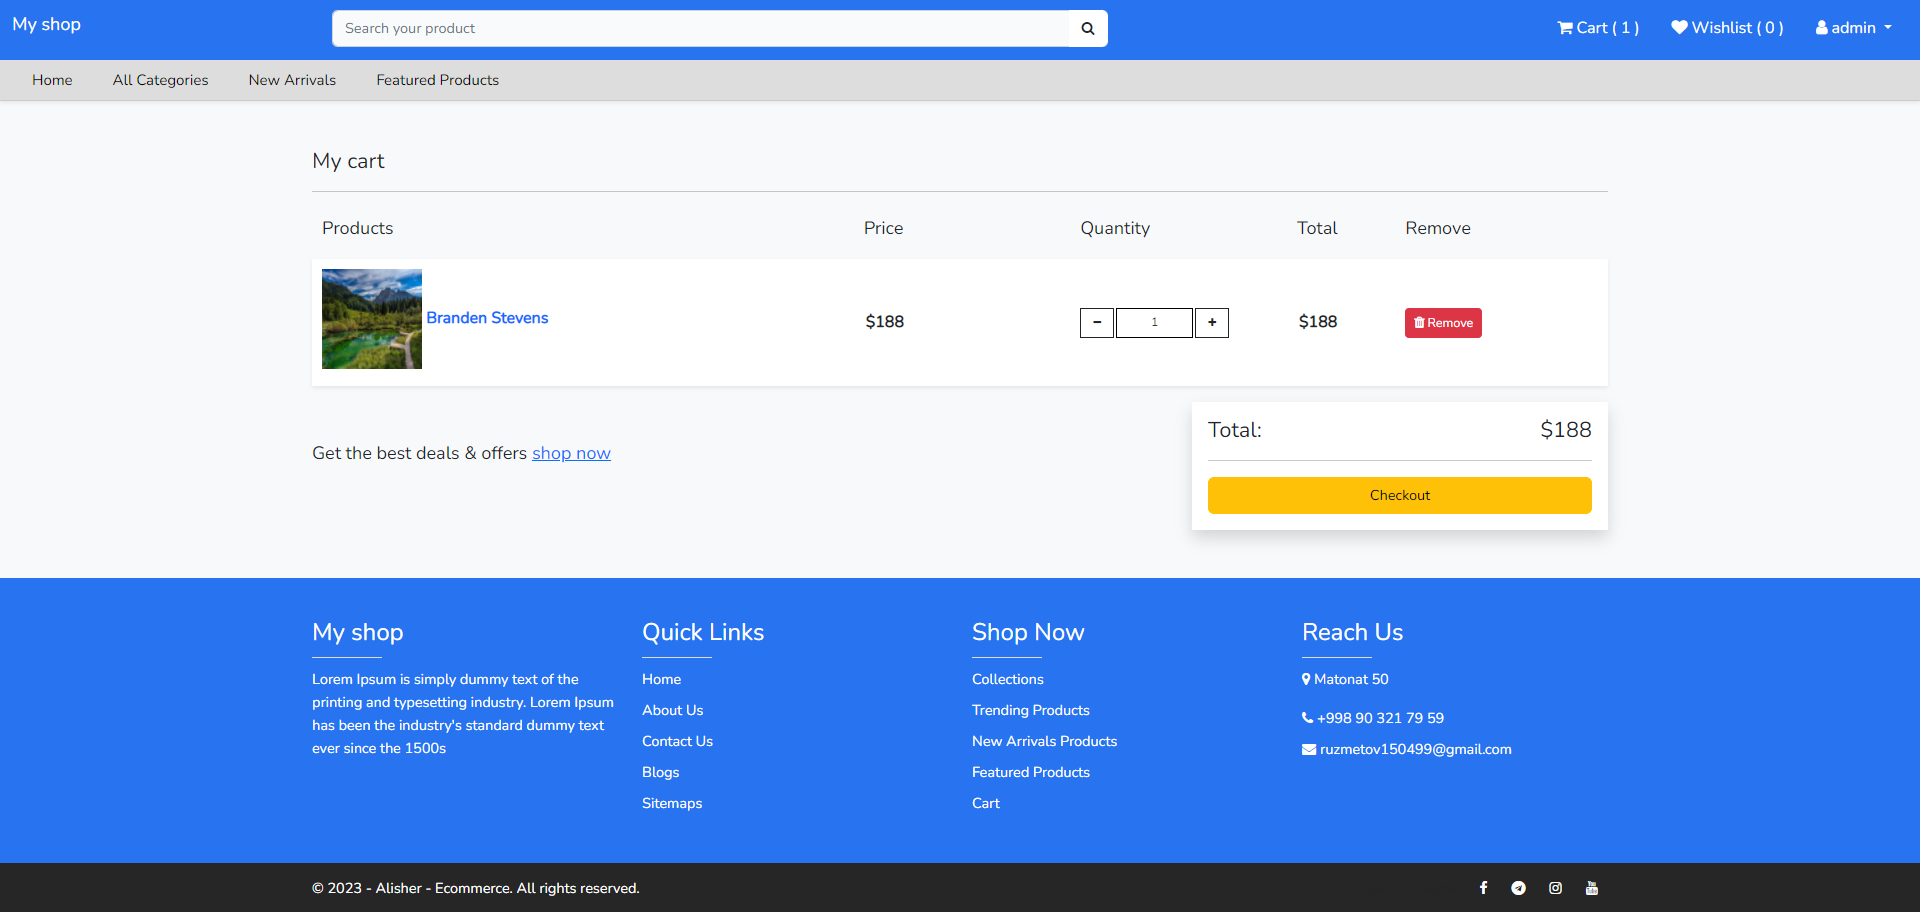 My shop
Search your product
Cart ( 1 )
Wishlist ( 0 )
admin
Home
All Categories
New Arrivals
Featured Products
My cart
Products
Price
Quantity
Total
Remove
Branden Stevens
$188
-
1
+
$188
Remove
Get the best deals & offers shop now
Total:
$188
Checkout
My shop
Lorem Ipsum is simply dummy text of the
printing and typesetting industry. Lorem Ipsum
has been the industry's standard dummy text
ever since the 1500s
Quick Links
Home
About Us
Contact Us
Blogs
Sitemaps
Shop Now
Collections
Trending Products
New Arrivals Products
Featured Products
Cart
Reach Us
Matonat 50
+998 90 321 79 59
ruzmetov150499@gmail.com
© 2023 - Alisher - Ecommerce. All rights reserved.